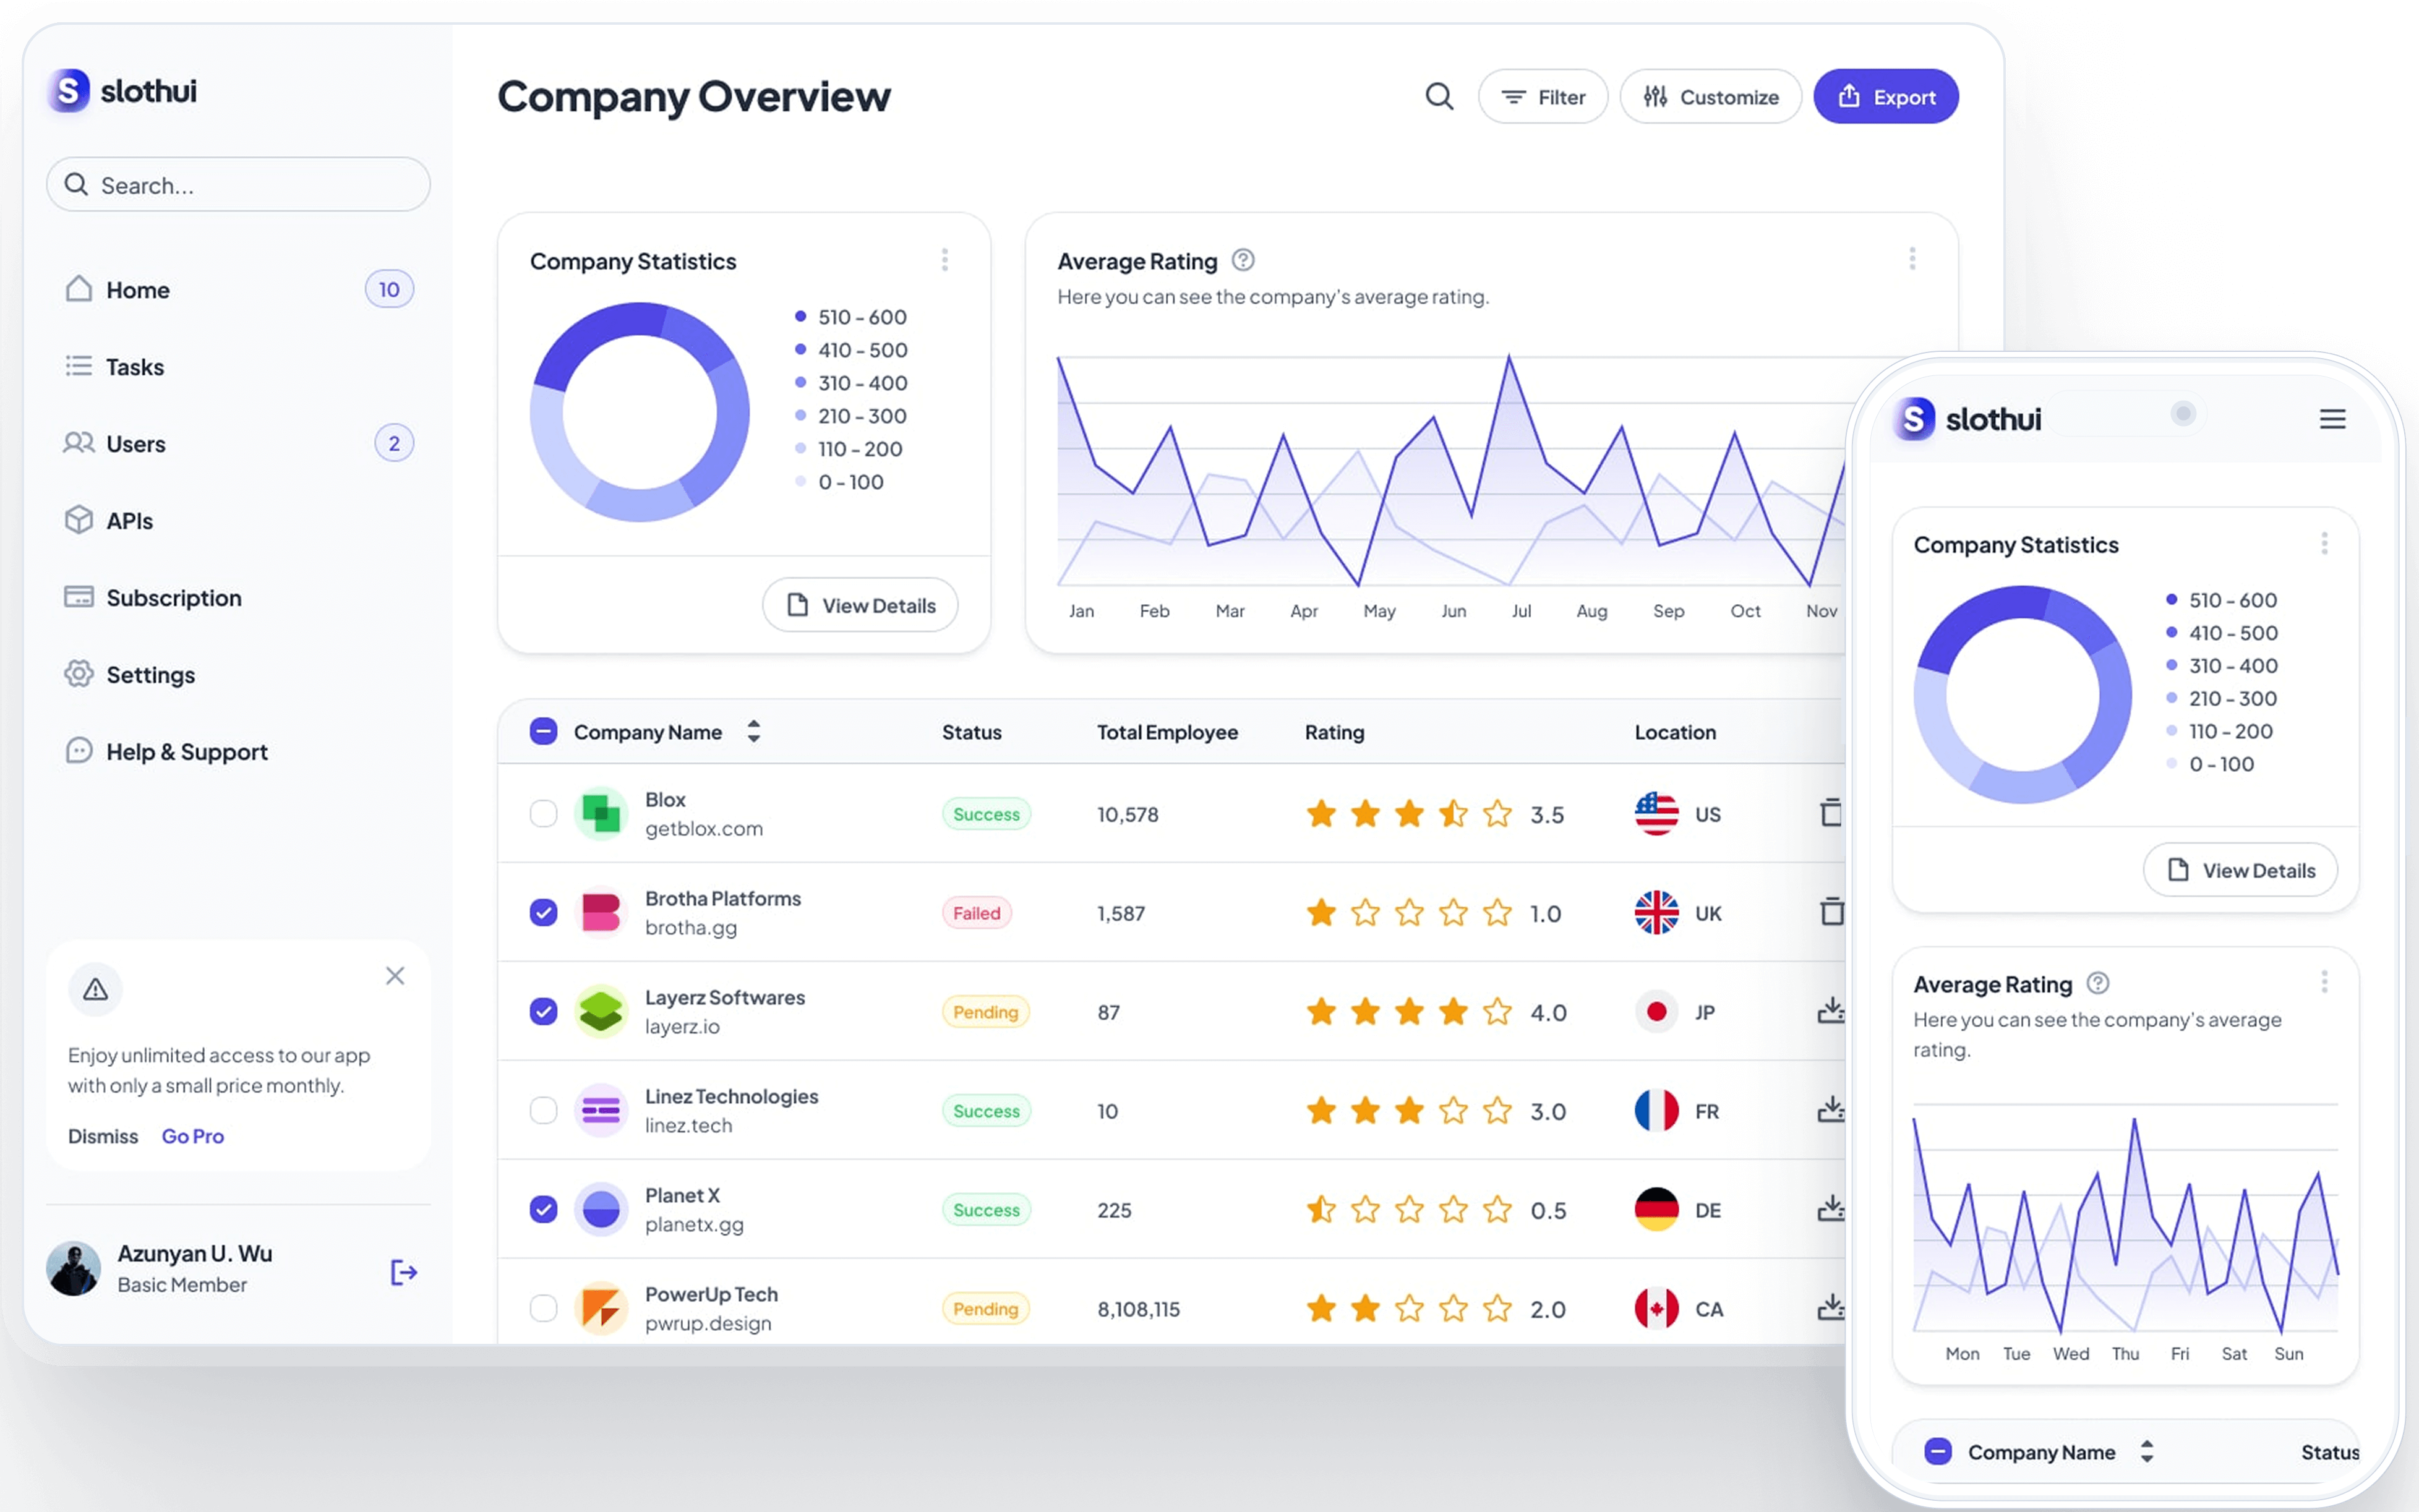 slothui
Search...
Home 10
Tasks
Users 2
APIs
Subscription
Settings
Help & Support
Enjoy unlimited access to our app
with only a small price monthly.
Dismiss Go Pro
Azunyan U. Wu
Basic Member
Company Overview
Filter Customize Export
Company Statistics
510 - 600
410 - 500
310 - 400
210 - 300
110 - 200
0 - 100
View Details
Average Rating
Here you can see the company's average rating.
Jan Feb Mar Apr May Jun Jul Aug Sep Oct Nov
Company Name Status Total Employee Rating Location
Blox
getblox.com
Success 10,578 3.5 US
Brotha Platforms
brotha.gg
Failed 1,587 1.0 UK
Layerz Softwares
layerz.io
Pending 87 4.0 JP
Linez Technologies
linez.tech
Success 10 3.0 FR
Planet X
planetx.gg
Success 225 0.5 DE
PowerUp Tech
pwrup.design
Pending 8,108,115 2.0 CA
slothui
Company Statistics
510 - 600
410 - 500
310 - 400
210 - 300
110 - 200
0 - 100
View Details
Average Rating
Here you can see the company's average
rating.
Mon Tue Wed Thu Fri Sat Sun
Company Name Status